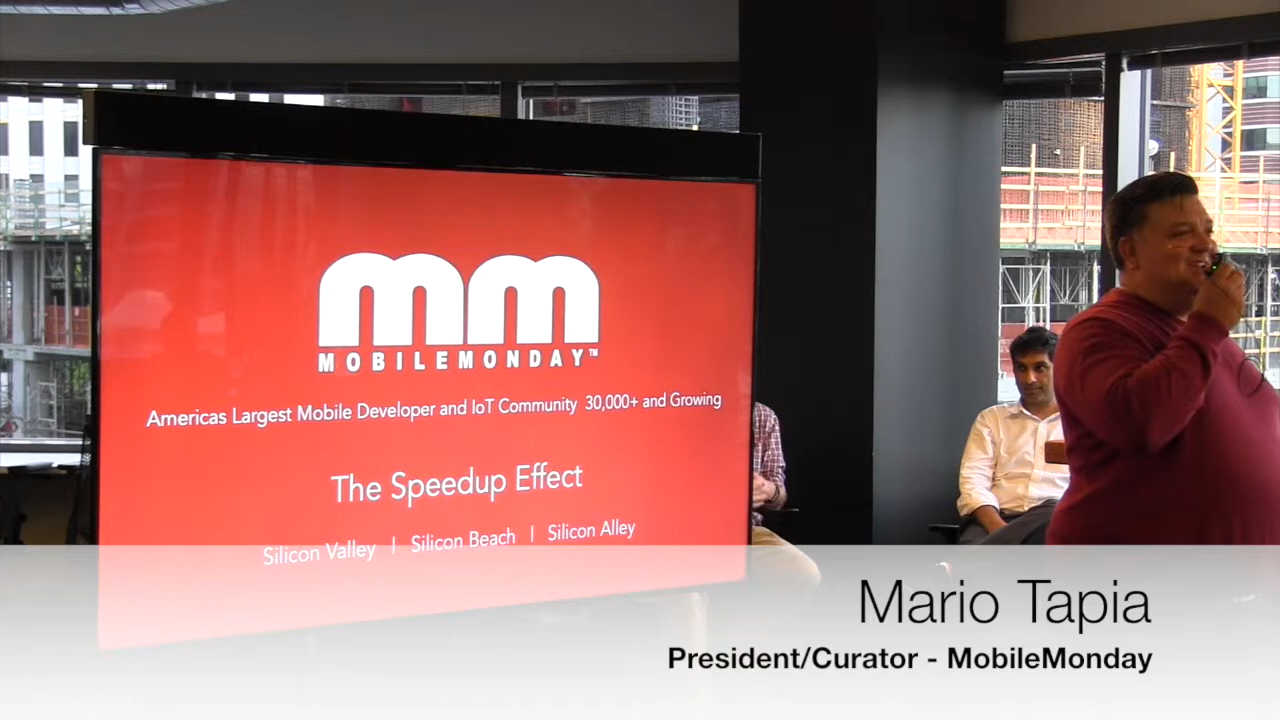 mm
MOBILEMONDAY™
Americas Largest Mobile Developer and IoT Community 30,000+ and Growing
The Speedup Effect
Silicon Valley | Silicon Beach | Silicon Alley
Mario Tapia
President/Curator - MobileMonday